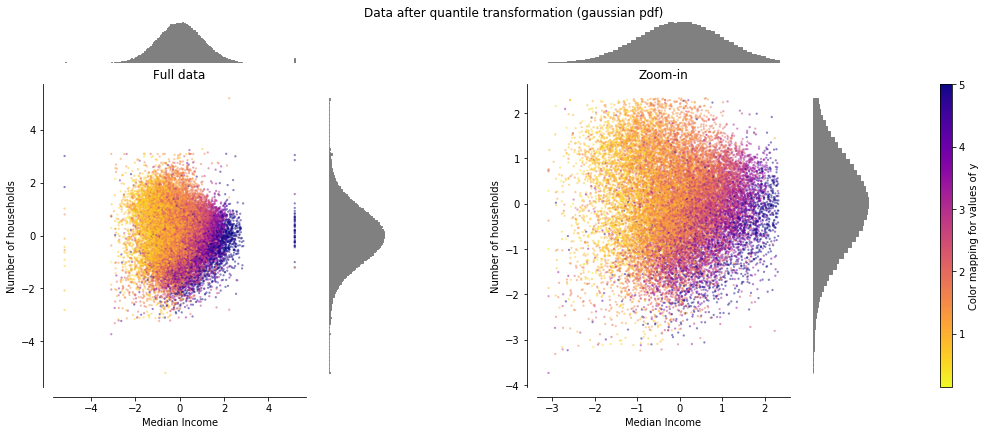 Data after quantile transformation (gaussian pdf)
Full data
Number of households
4
2
0
−2
−4
−4 −2 0 2 4
Median Income
Zoom-in
Number of households
2
1
0
−1
−2
−3
−4
−3 −2 −1 0 1 2
Median Income
5
4
3
2
1
Color mapping for values of y